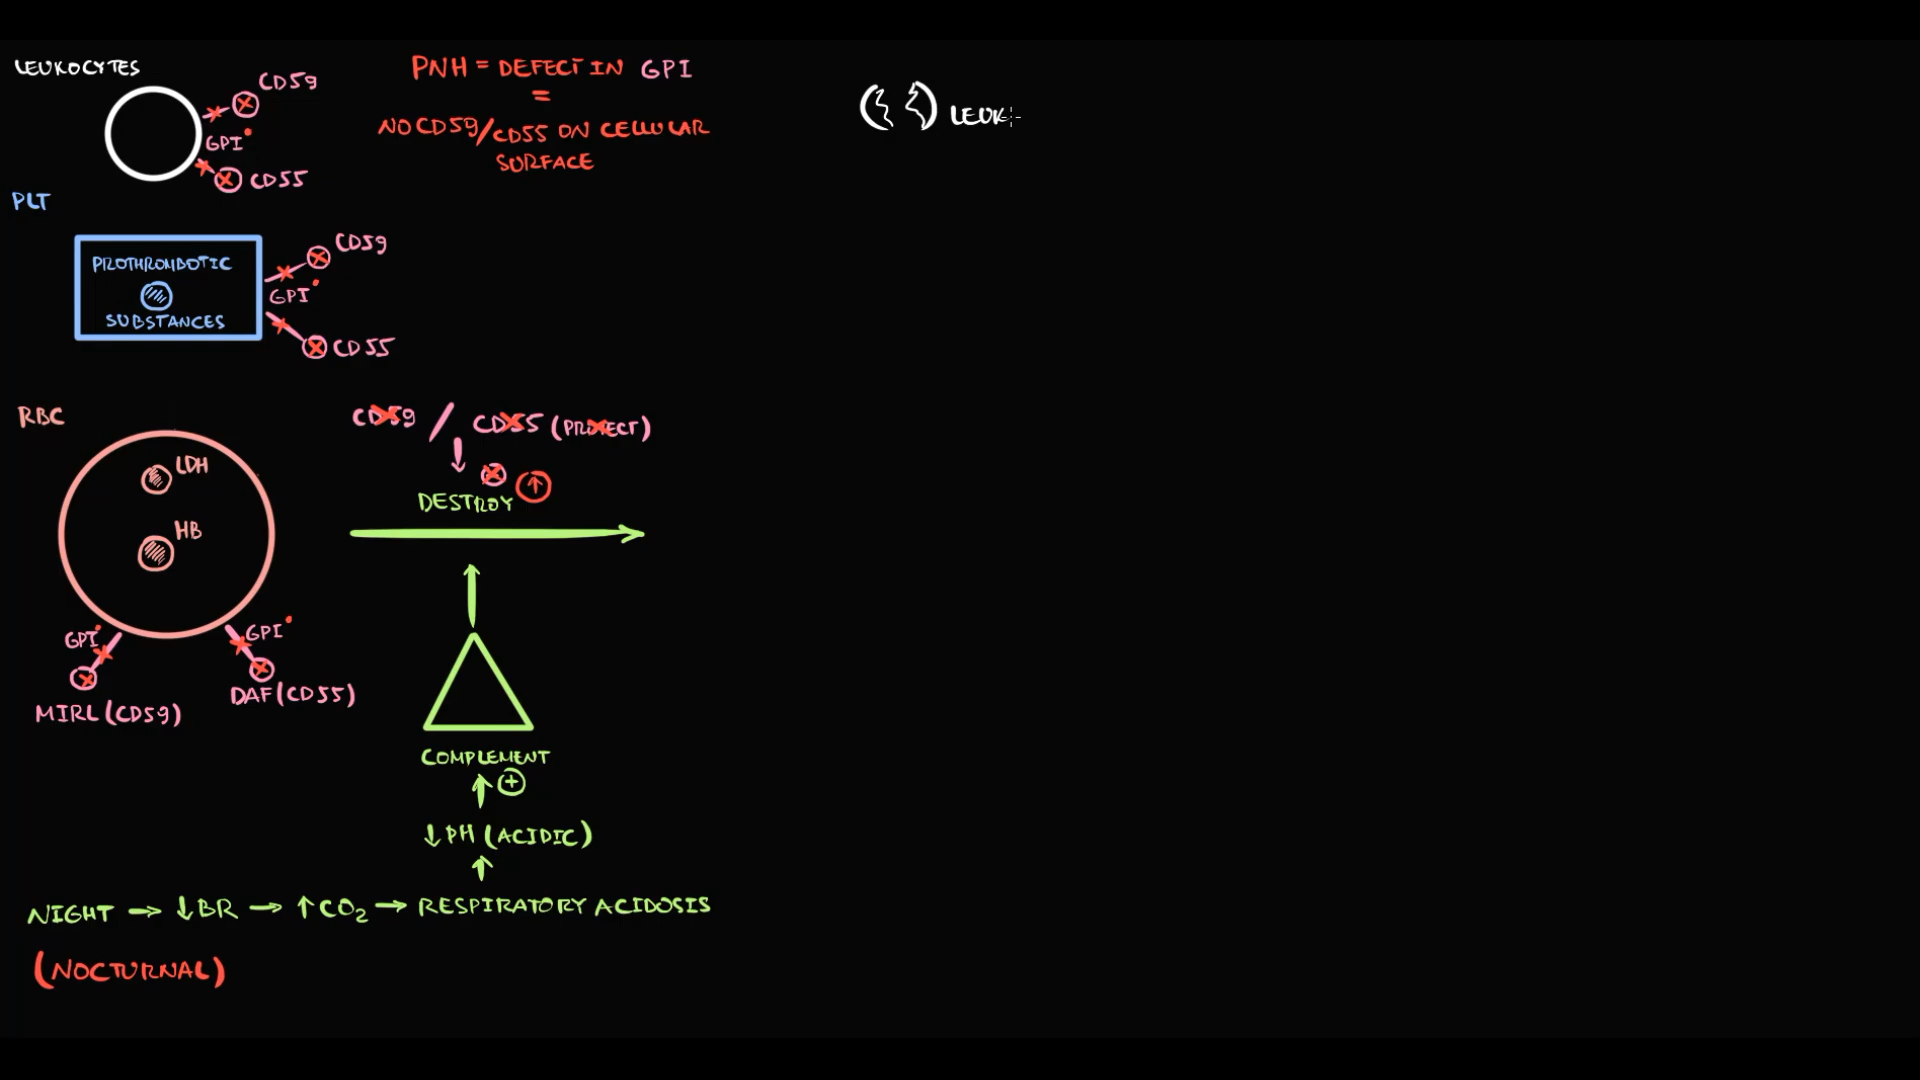 LEUKOCYTES
CD59
GPI
CD55
PNH = DEFECT IN GPI
=
NO CD59/CD55 ON CELLULAR
SURFACE
LEUK
PLT
PROTHROMBOTIC
SUBSTANCES
CD59
GPI
CD55
RBC
LDH
HB
GPI
MIRL (CD59)
GPI
DAF (CD55)
CD59 / CD55 (PROTECT)
↓
DESTROY ↑
COMPLEMENT
↑ +
↓ PH (ACIDIC)
↑
NIGHT → ↓ BR → ↑ CO2 → RESPIRATORY ACIDOSIS
(NOCTURNAL)